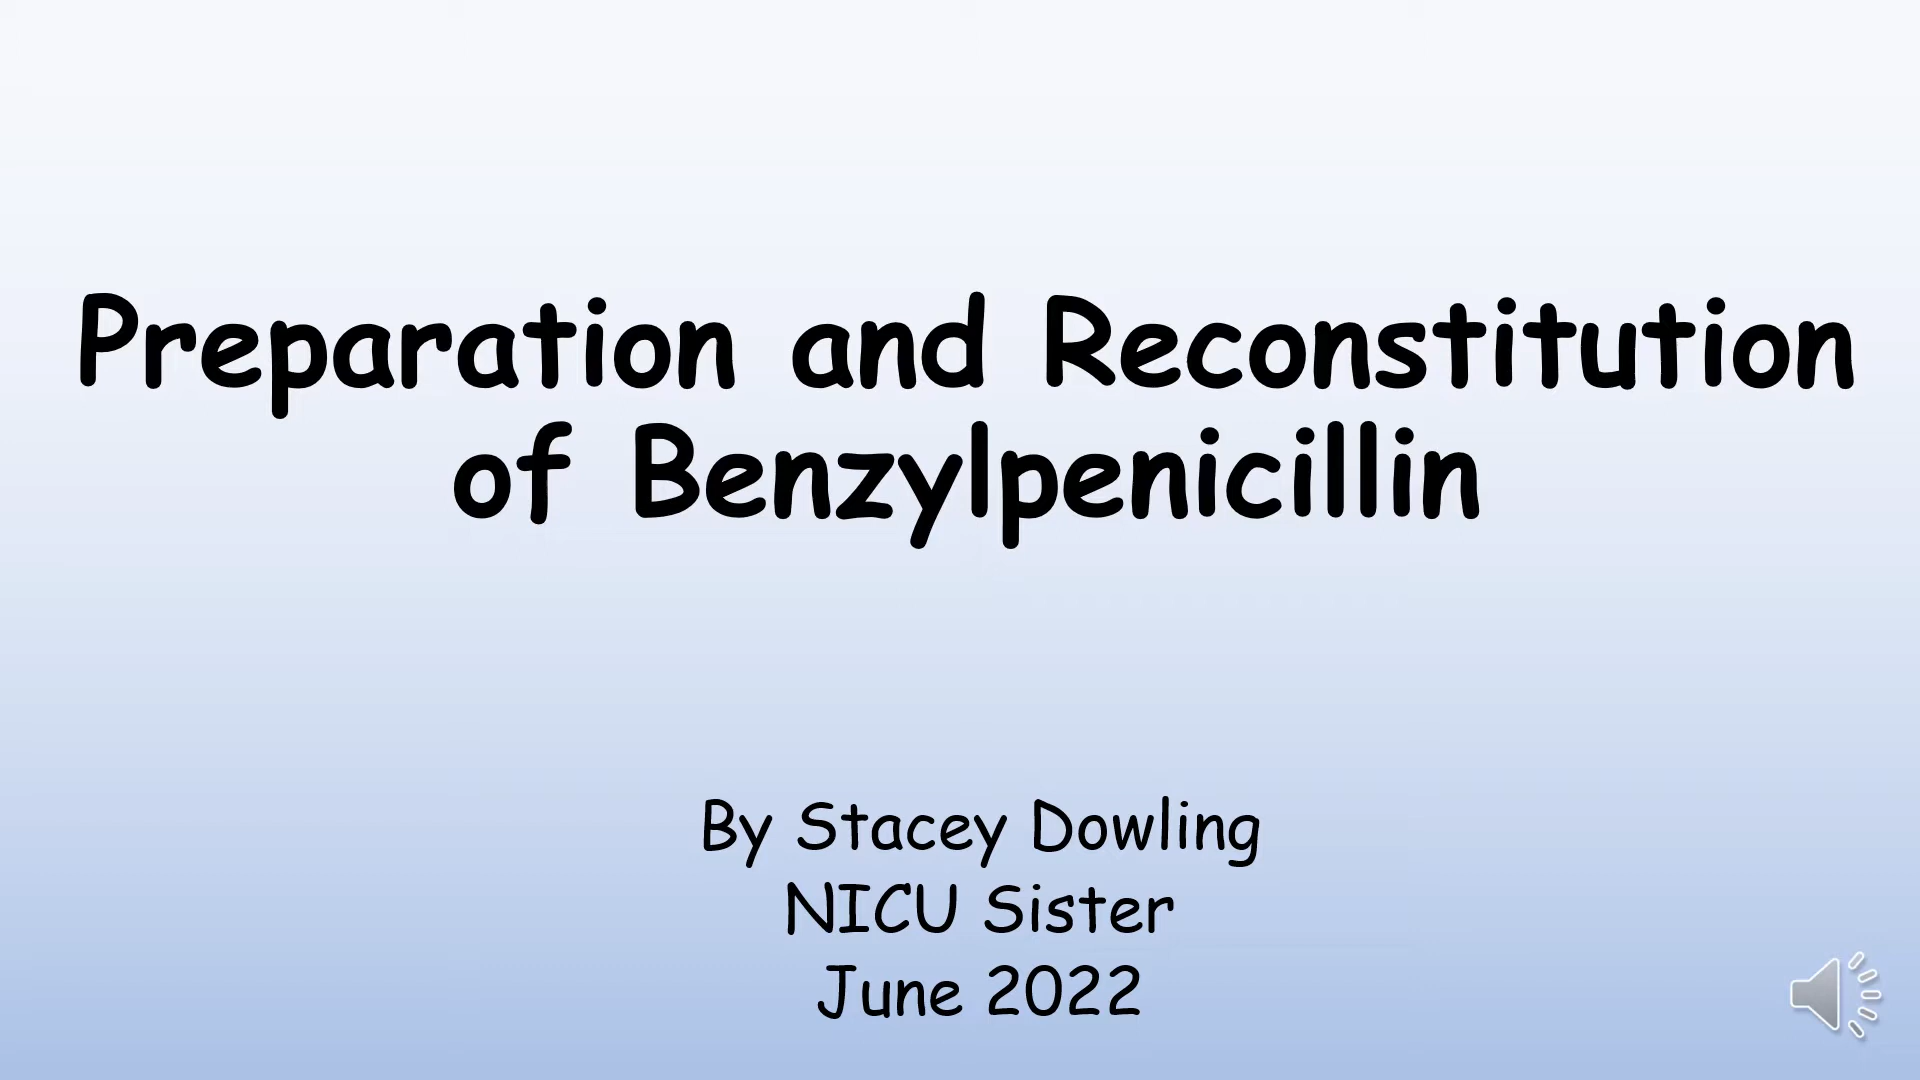 Preparation and Reconstitution
of Benzylpenicillin
By Stacey Dowling
NICU Sister
June 2022